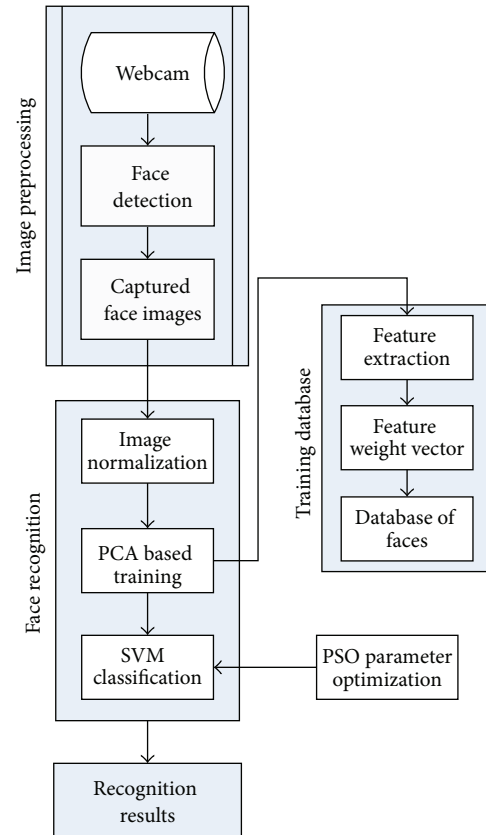 Image preprocessing
Webcam
Face
detection
Captured
face images
Face recognition
Image
normalization
PCA based
training
SVM
classification
Training database
Feature
extraction
Feature
weight vector
Database of
faces
PSO parameter
optimization
Recognition
results